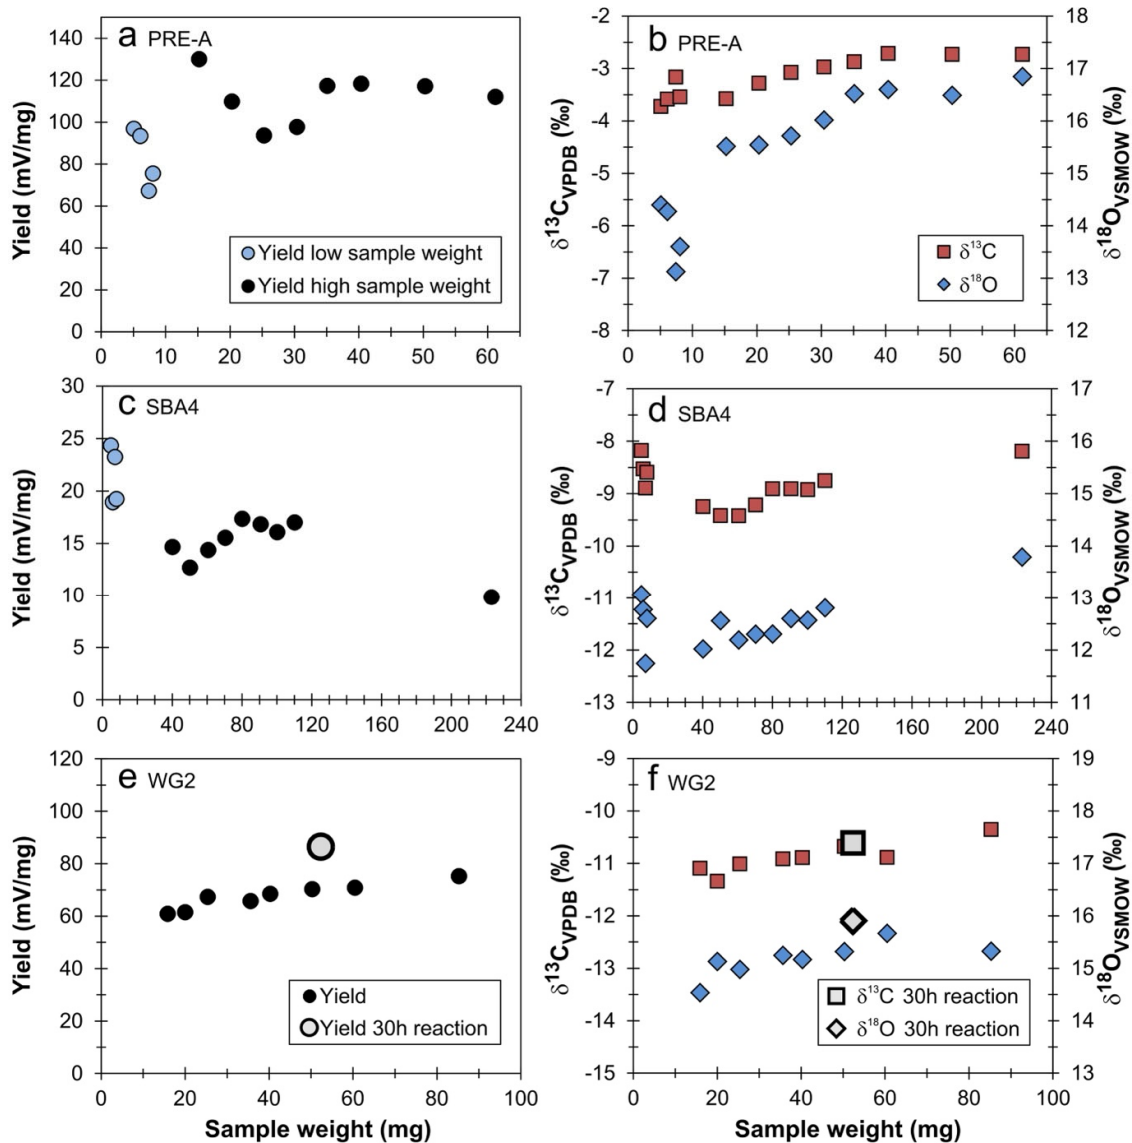 a PRE-A
Yield (mV/mg)
140
120
100
80
60
40
20
0
Yield low sample weight
Yield high sample weight
0 10 20 30 40 50 60
b PRE-A
δ13CVPDB (‰)
-2
-3
-4
-5
-6
-7
-8
δ13C
δ18O
18
17
16
15
14
13
12
δ18OVSMOW (‰)
0 10 20 30 40 50 60
c SBA4
Yield (mV/mg)
30
25
20
15
10
5
0
0 40 80 120 160 200 240
d SBA4
δ13CVPDB (‰)
-7
-8
-9
-10
-11
-12
-13
17
16
15
14
13
12
11
δ18OVSMOW (‰)
0 40 80 120 160 200 240
e WG2
Yield (mV/mg)
120
100
80
60
40
20
0
Yield
Yield 30h reaction
0 20 40 60 80 100
Sample weight (mg)
f WG2
δ13CVPDB (‰)
-9
-10
-11
-12
-13
-14
-15
δ13C 30h reaction
δ18O 30h reaction
19
18
17
16
15
14
13
δ18OVSMOW (‰)
0 20 40 60 80 100
Sample weight (mg)